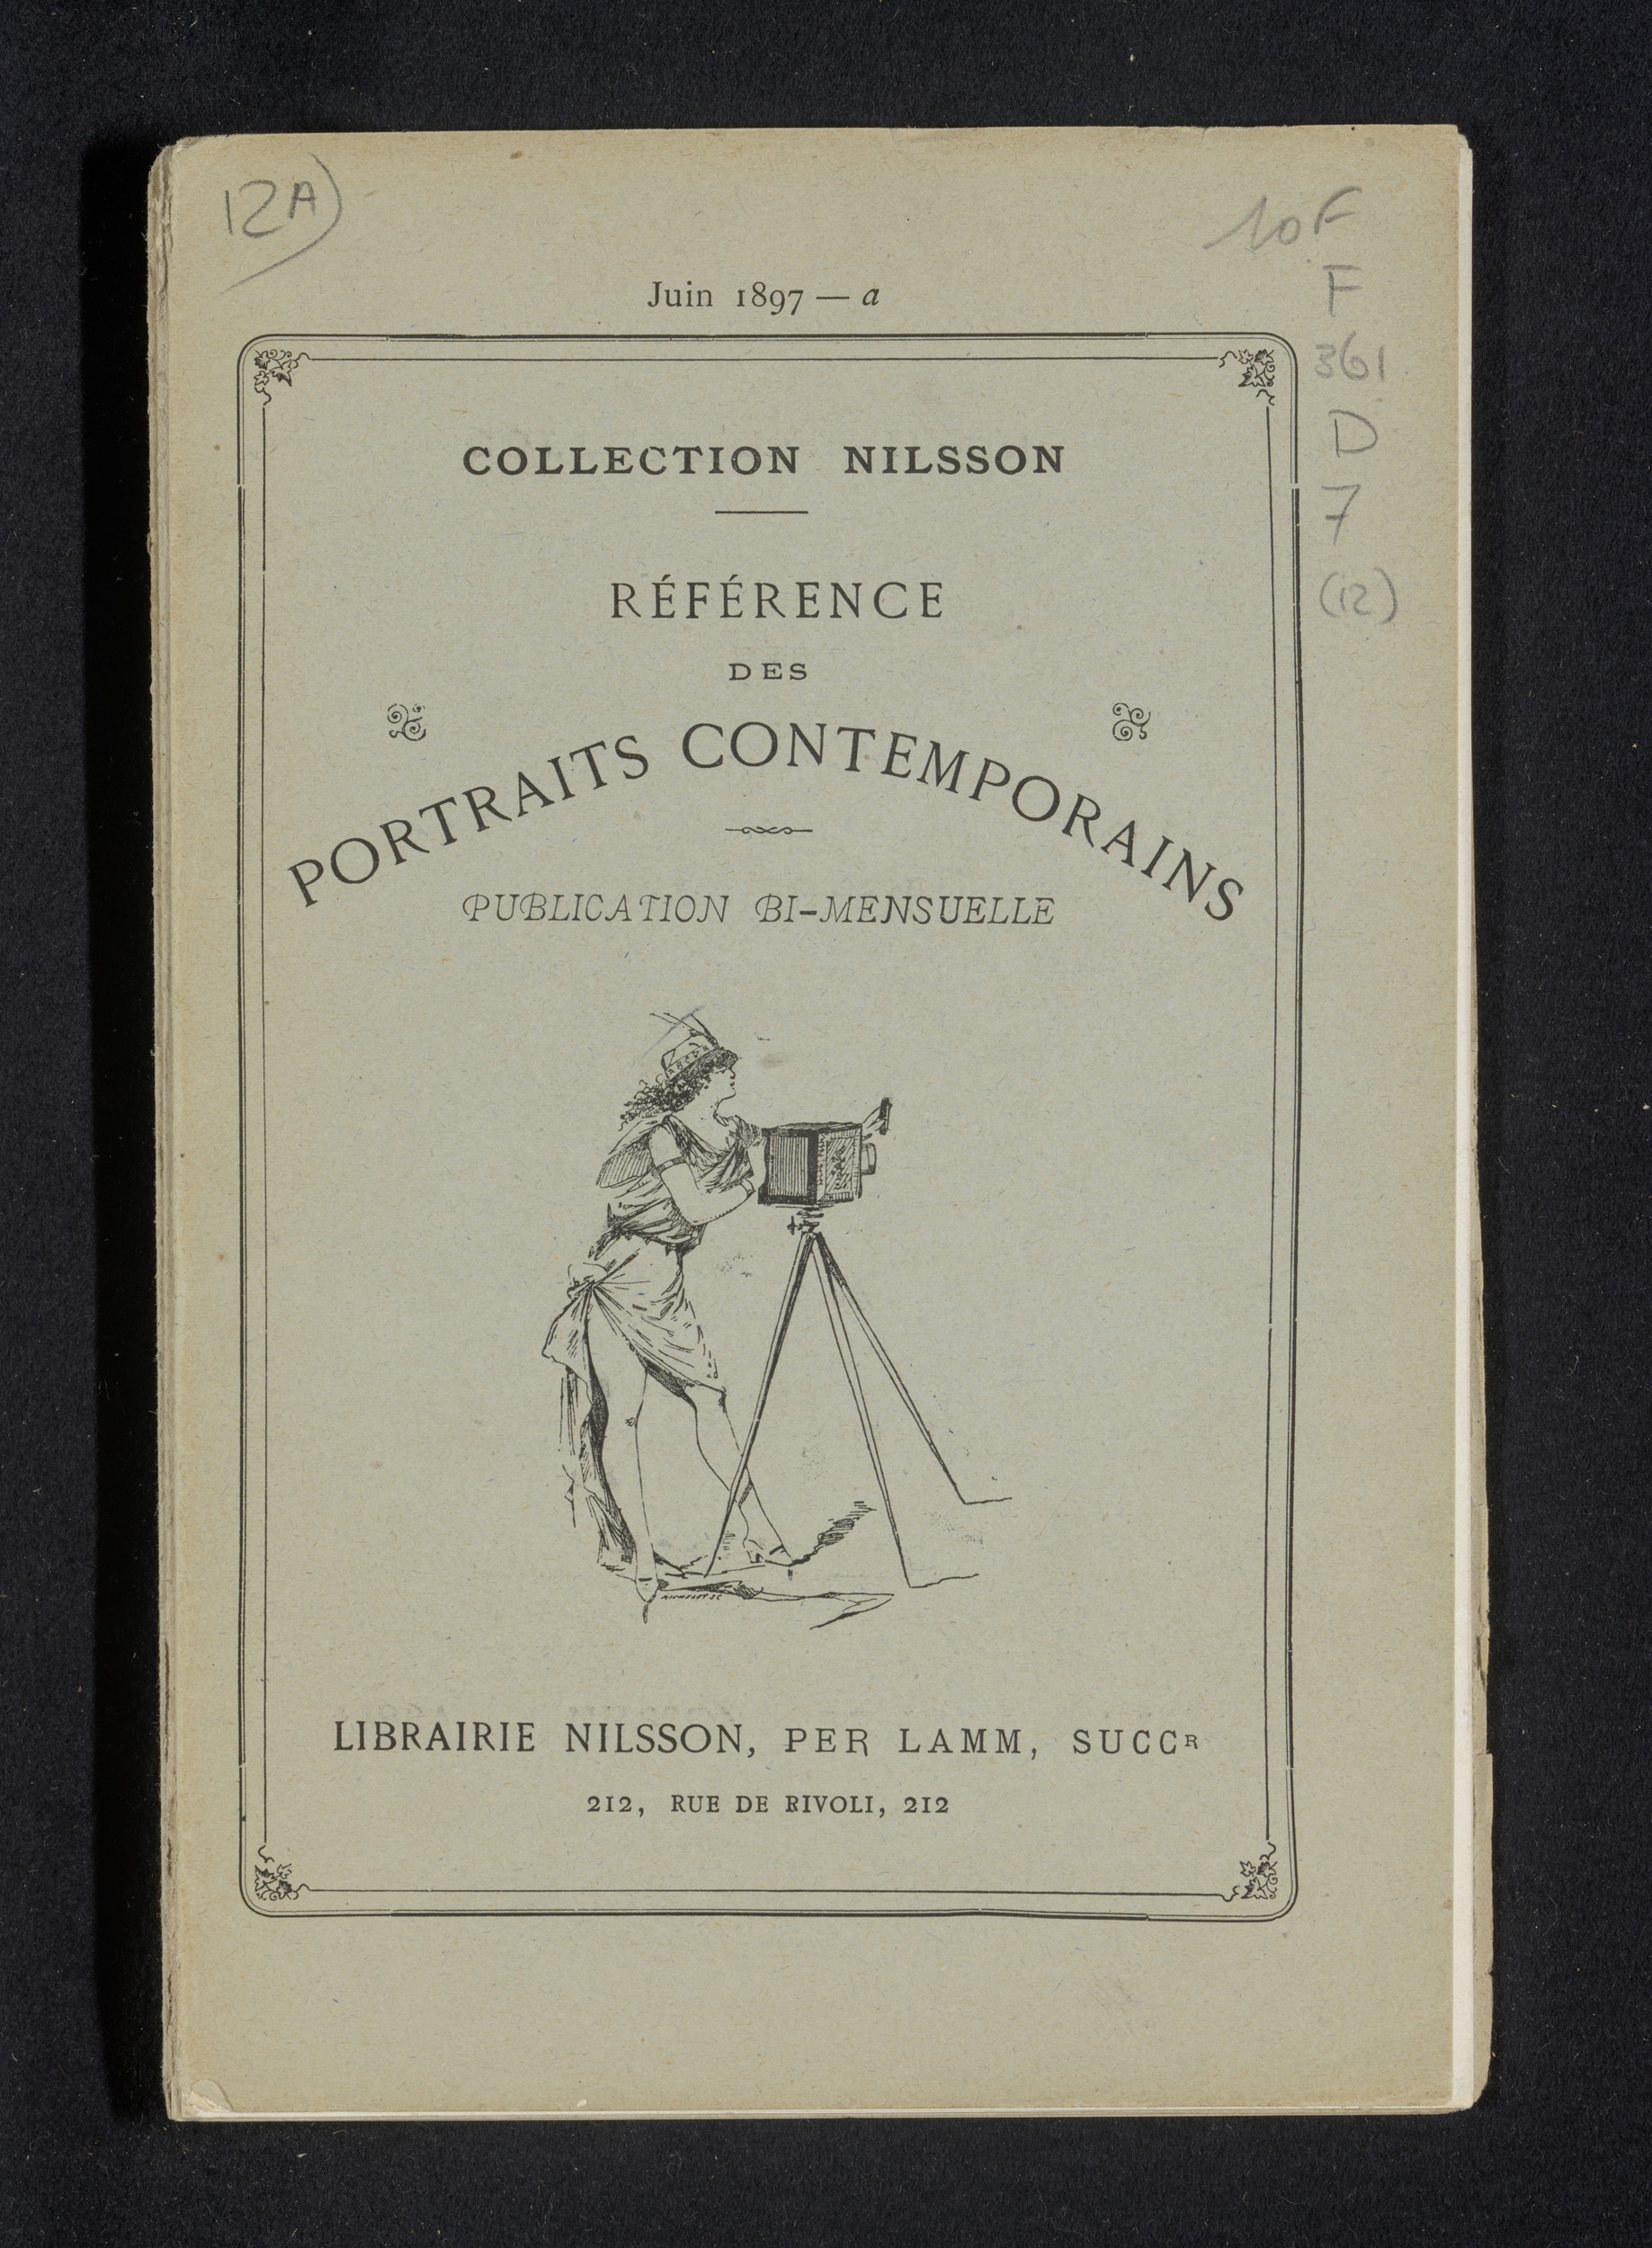 12A)
10F
F
361
D
7
(12)
Juin 1897 — a
COLLECTION NILSSON
RÉFÉRENCE
DES
PORTRAITS CONTEMPORAINS
PUBLICATION BI-MENSUELLE
LIBRAIRIE NILSSON, PER LAMM, SUCCR
212, RUE DE RIVOLI, 212